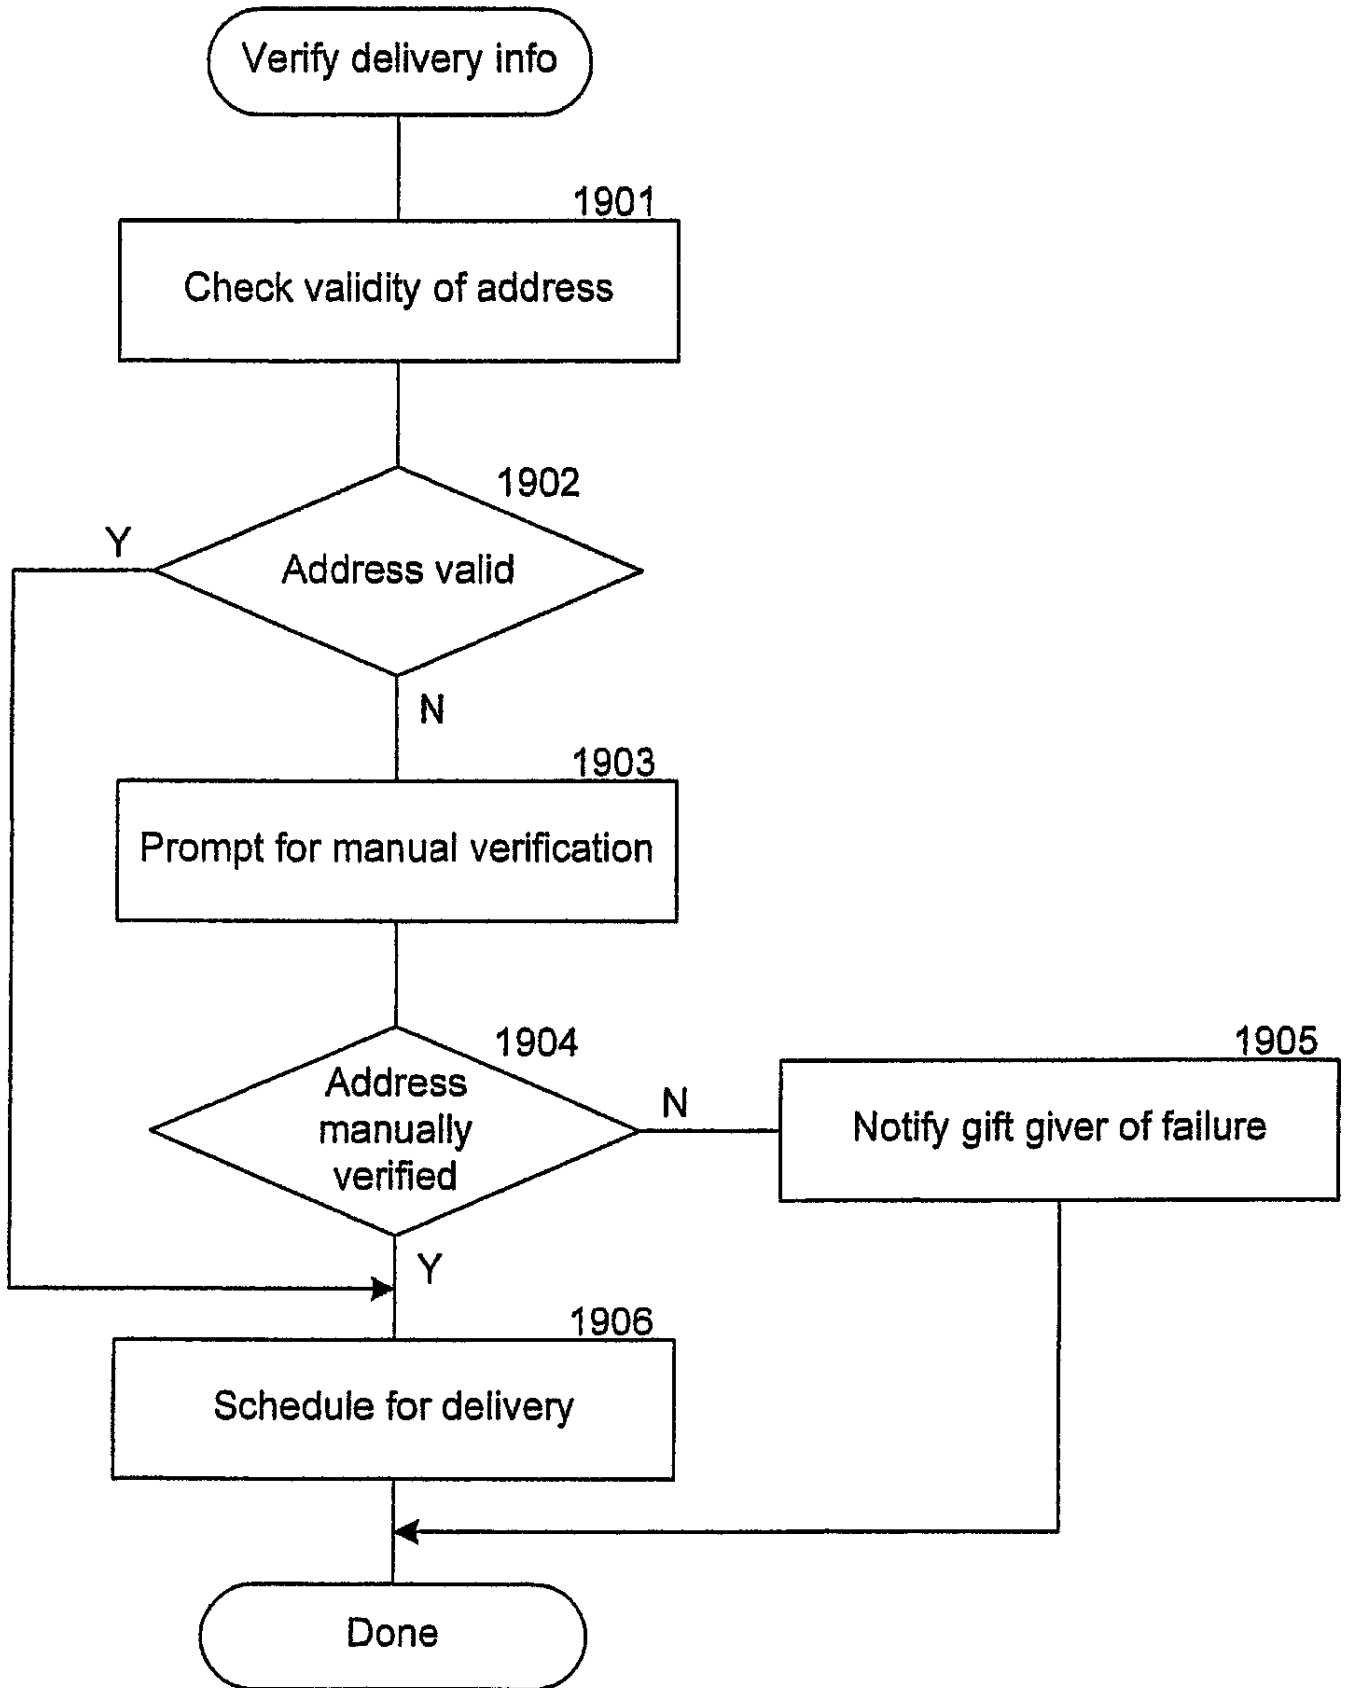 Verify delivery info
1901
Check validity of address
1902
Y
Address valid
N
1903
Prompt for manual verification
1904
Address
manually
verified
N
1905
Notify gift giver of failure
Y
1906
Schedule for delivery
Done